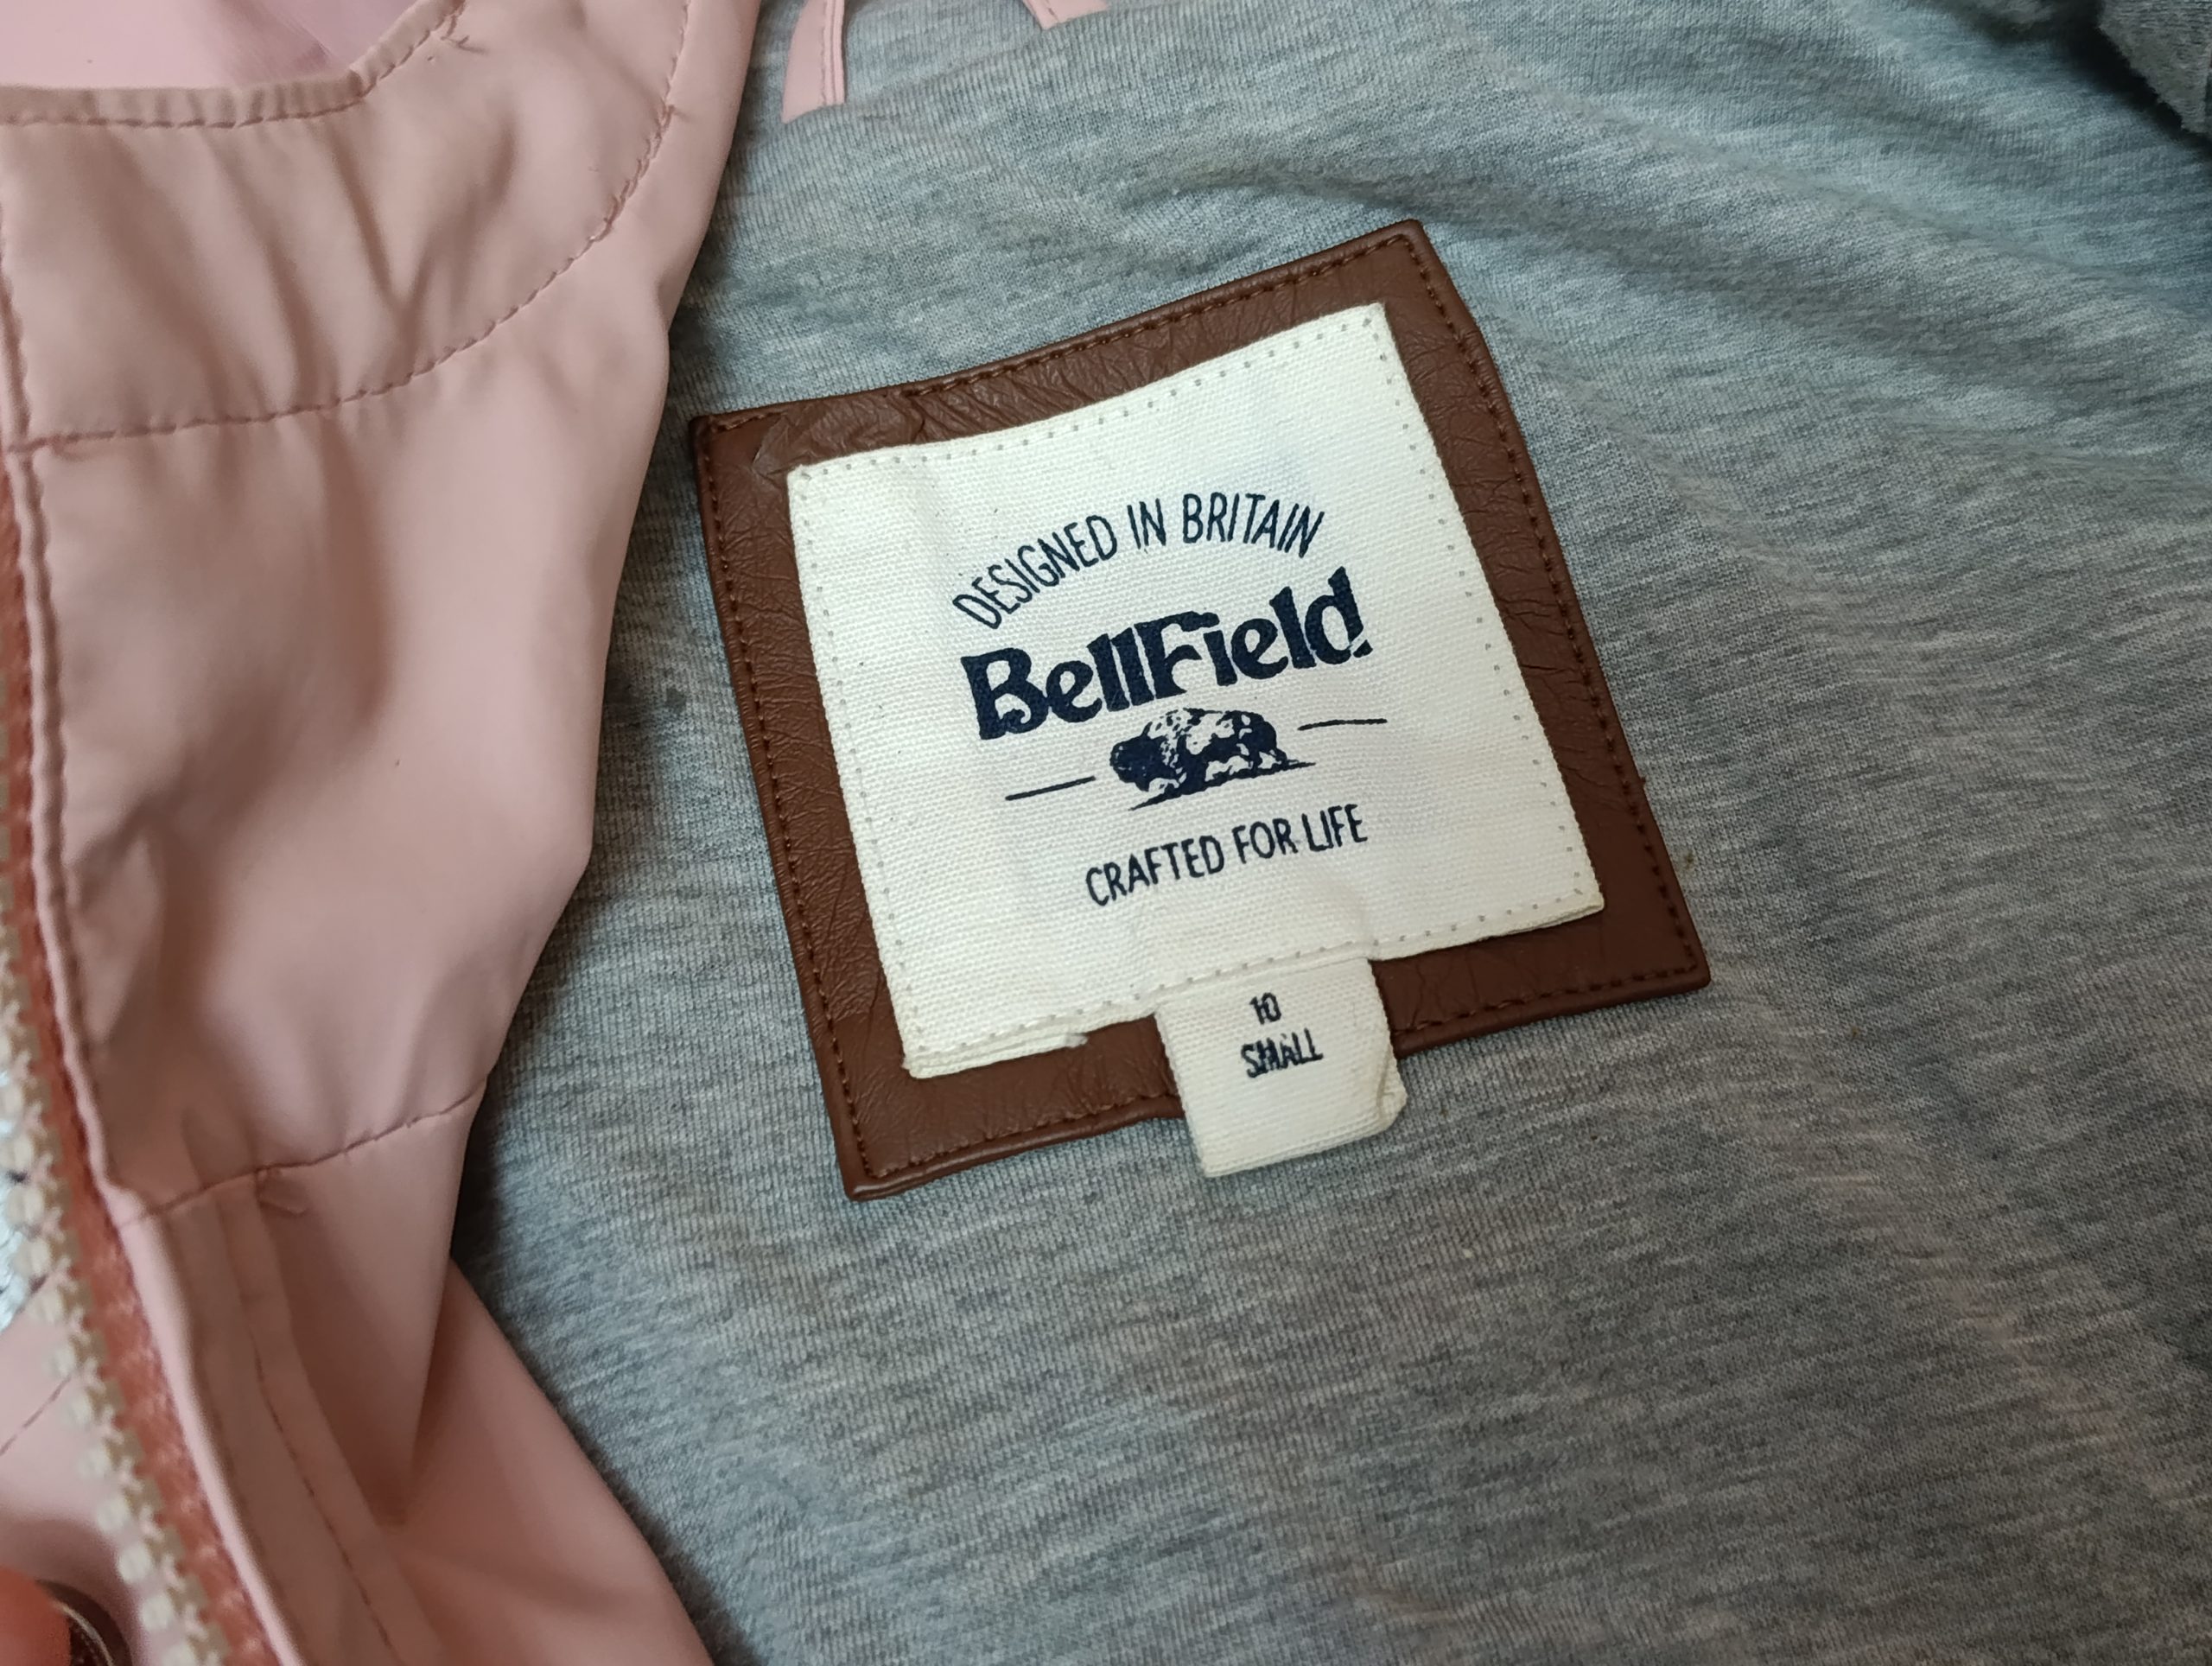 DESIGNED IN BRITAIN
BellField
CRAFTED FOR LIFE
10
SMALL